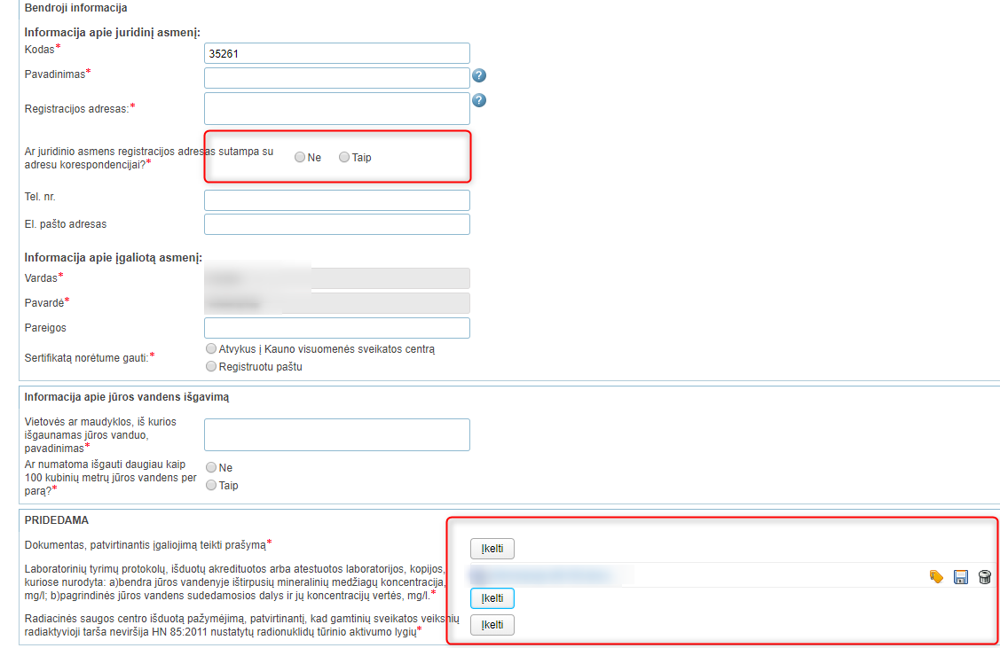 Bendroji informacija
Informacija apie juridinį asmenį:
Kodas*
35261
Pavadinimas*
?
Registracijos adresas:*
?
Ar juridinio asmens registracijos adresas sutampa su
adresu korespondencijai?*
Ne
Taip
Tel. nr.
El. pašto adresas
Informacija apie įgaliotą asmenį:
Vardas*
Pavardė*
Pareigos
Sertifikatą norėtume gauti:*
Atvykus į Kauno visuomenės sveikatos centrą
Registruotu paštu
Informacija apie jūros vandens išgavimą
Vietovės ar maudyklos, iš kurios
išgaunamas jūros vanduo,
pavadinimas*
Ar numatoma išgauti daugiau kaip
100 kubinių metrų jūros vandens per
parą?*
Ne
Taip
PRIDEDAMA
Dokumentas, patvirtinantis įgaliojimą teikti prašymą*
Įkelti
Laboratorinių tyrimų protokolų, išduotų akredituotos arba atestuotos laboratorijos, kopijos,
kuriose nurodyta: a)bendra jūros vandenyje ištirpusių mineralinių medžiagų koncentracija,
mg/l; b)pagrindinės jūros vandens sudedamosios dalys ir jų koncentracijų vertės, mg/l.*
Įkelti
Radiacinės saugos centro išduotą pažymėjimą, patvirtinantį, kad gamtinių sveikatos veiksnių
radiaktyvioji tarša neviršija HN 85:2011 nustatytų radionuklidų tūrinio aktyvumo lygių*
Įkelti